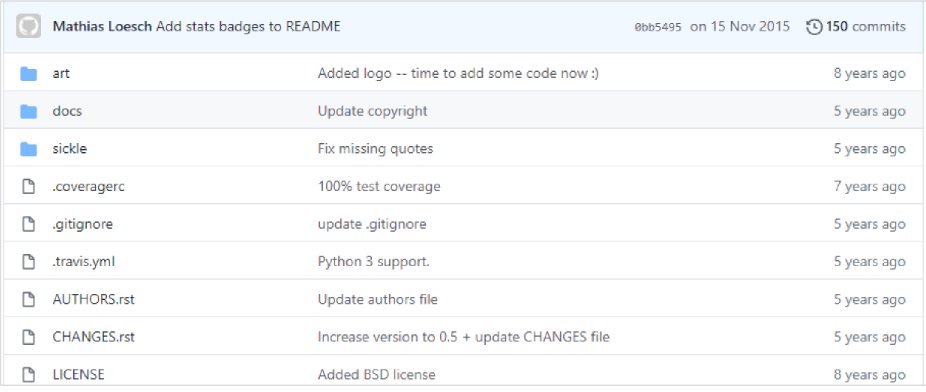 Mathias Loesch Add stats badges to README 0bb5495 on 15 Nov 2015 150 commits
art Added logo -- time to add some code now :) 8 years ago
docs Update copyright 5 years ago
sickle Fix missing quotes 5 years ago
.coveragerc 100% test coverage 7 years ago
.gitignore update .gitignore 5 years ago
.travis.yml Python 3 support. 5 years ago
AUTHORS.rst Update authors file 5 years ago
CHANGES.rst Increase version to 0.5 + update CHANGES file 5 years ago
LICENSE Added BSD license 8 years ago